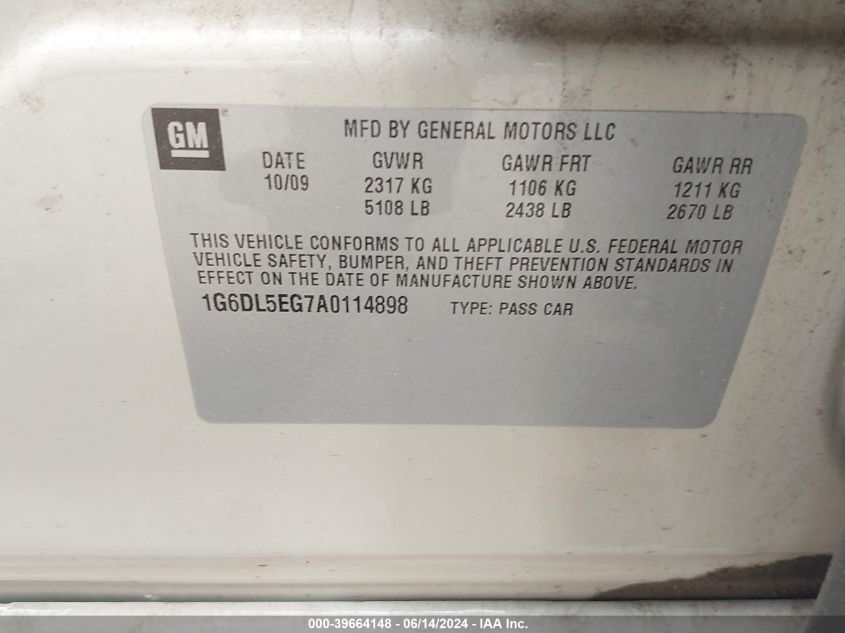 GM ®
MFD BY GENERAL MOTORS LLC
DATE GVWR GAWR FRT GAWR RR
10/09 2317 KG 1106 KG 1211 KG
5108 LB 2438 LB 2670 LB
THIS VEHICLE CONFORMS TO ALL APPLICABLE U.S. FEDERAL MOTOR
VEHICLE SAFETY, BUMPER, AND THEFT PREVENTION STANDARDS IN
EFFECT ON THE DATE OF MANUFACTURE SHOWN ABOVE.
1G6DL5EG7A0114898 TYPE: PASS CAR
000-39664148 - 06/14/2024 - IAA Inc.